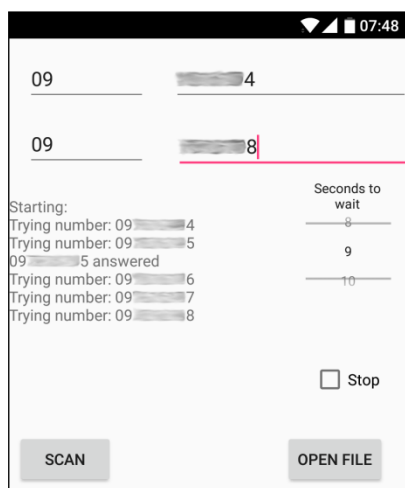 07:48
09 4
09 8
Seconds to
wait
8
9
10
Starting:
Trying number: 09 4
Trying number: 09 5
09 5 answered
Trying number: 09 6
Trying number: 09 7
Trying number: 09 8
Stop
SCAN
OPEN FILE